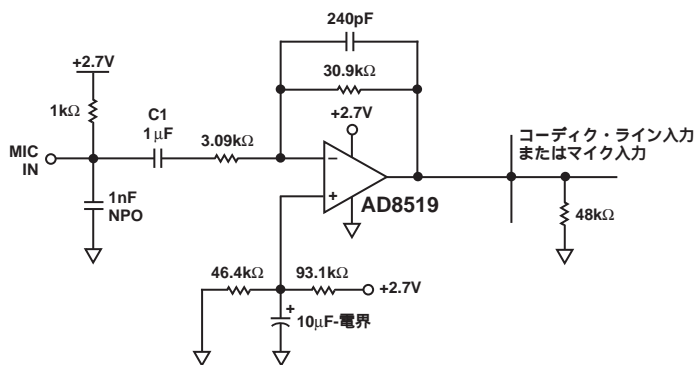 240pF
30.9kΩ
+2.7V
+2.7V
1kΩ
C1
1μF
3.09kΩ
MIC
IN
1nF
NPO
AD8519
コーディク・ライン入力
またはマイク入力
48kΩ
46.4kΩ
93.1kΩ
+2.7V
10μF-電界